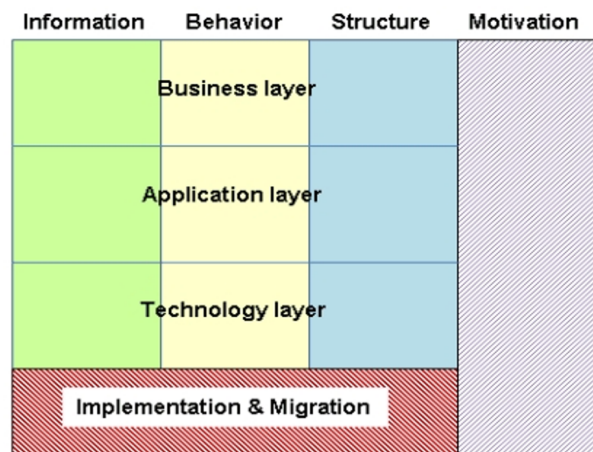 Information Behavior Structure Motivation
Business layer
Application layer
Technology layer
Implementation & Migration